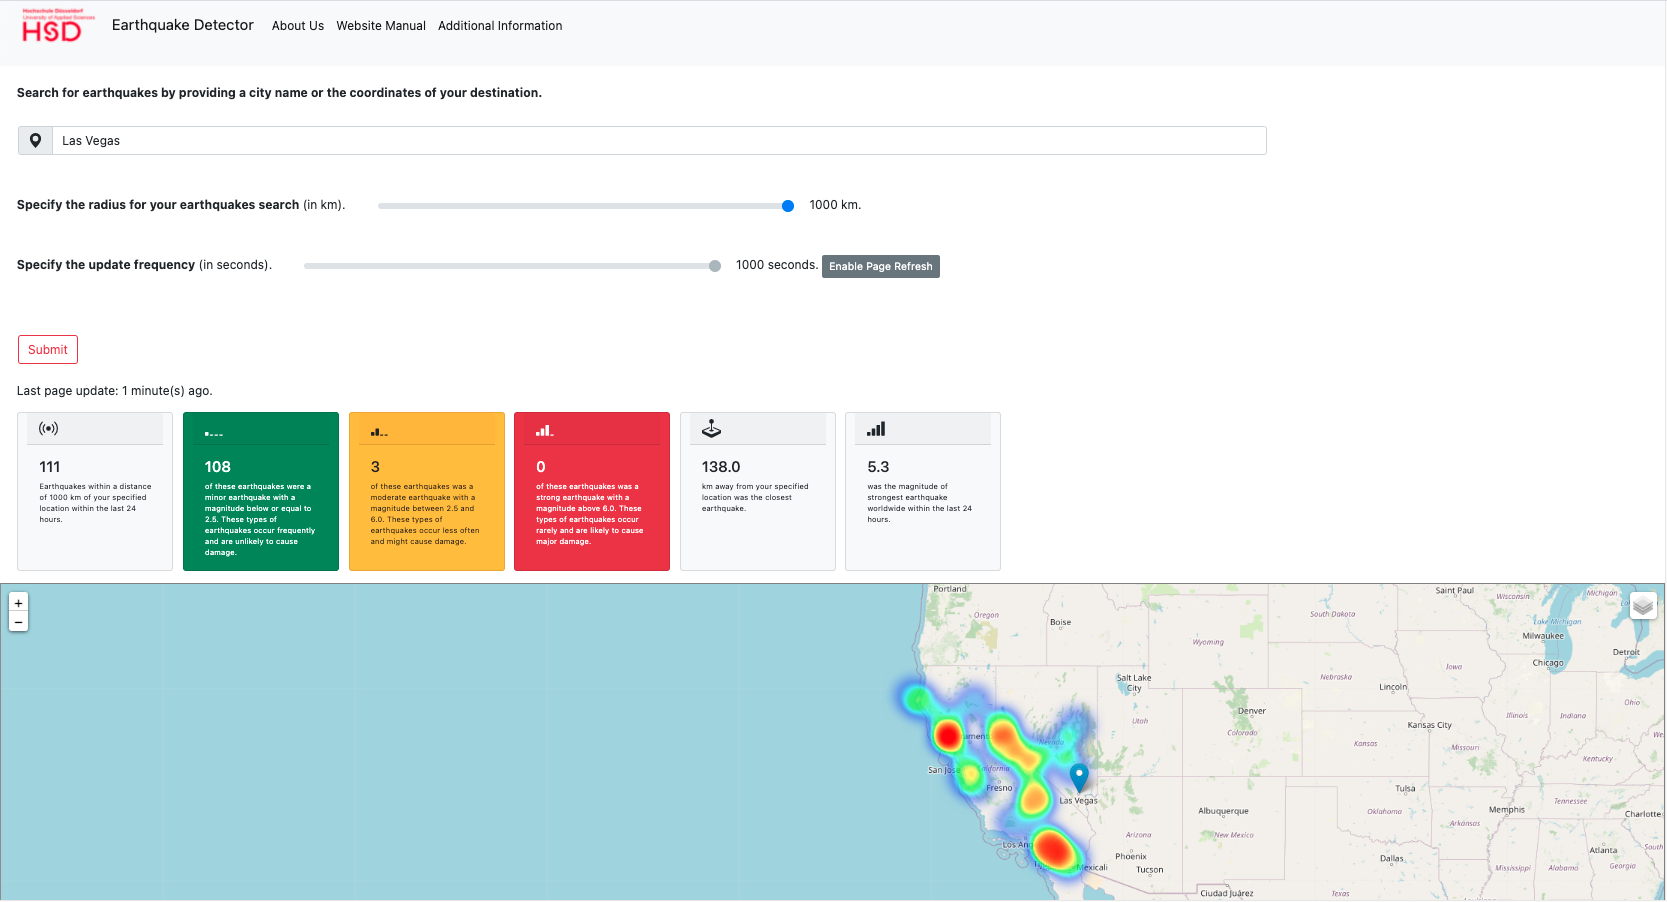 Hochschule Düsseldorf
University of Applied Sciences
HSD
Earthquake Detector About Us Website Manual Additional Information
Search for earthquakes by providing a city name or the coordinates of your destination.
Las Vegas
Specify the radius for your earthquakes search (in km). 1000 km.
Specify the update frequency (in seconds). 1000 seconds. Enable Page Refresh
Submit
Last page update: 1 minute(s) ago.
111
Earthquakes within a distance
of 1000 km of your specified
location within the last 24
hours.
108
of these earthquakes were a
minor earthquake with a
magnitude below or equal to
2.5. These types of
earthquakes occur frequently
and are unlikely to cause
damage.
3
of these earthquakes was a
moderate earthquake with a
magnitude between 2.5 and
6.0. These types of
earthquakes occur less often
and might cause damage.
0
of these earthquakes was a
strong earthquake with a
magnitude above 6.0. These
types of earthquakes occur
rarely and are likely to cause
major damage.
138.0
km away from your specified
location was the closest
earthquake.
5.3
was the magnitude of
strongest earthquake
worldwide within the last 24
hours.
+
−
Portland
Saint Paul
Wisconsin
Michigan
Oregon
Boise
South Dakota
Lake Michigan
Milwaukee
Wyoming
Detroit
Chicago
Iowa
Salt Lake
City
Nebraska
Lincoln
Ohio
Denver
Illinois
Indiana
Utah
Kansas City
Colorado
Nevada
Kansas
Missouri
Kentucky
San Jose
California
Fresno
Las Vegas
Tulsa
Albuquerque
Memphis
Tennessee
Oklahoma
Charlotte
Arkansas
Arizona
New Mexico
Los Ang
Atlanta
South
Phoenix
Dallas
Mexicali
Tucson
Mississippi
Alabama
Georgia
Ciudad Juárez
Texas